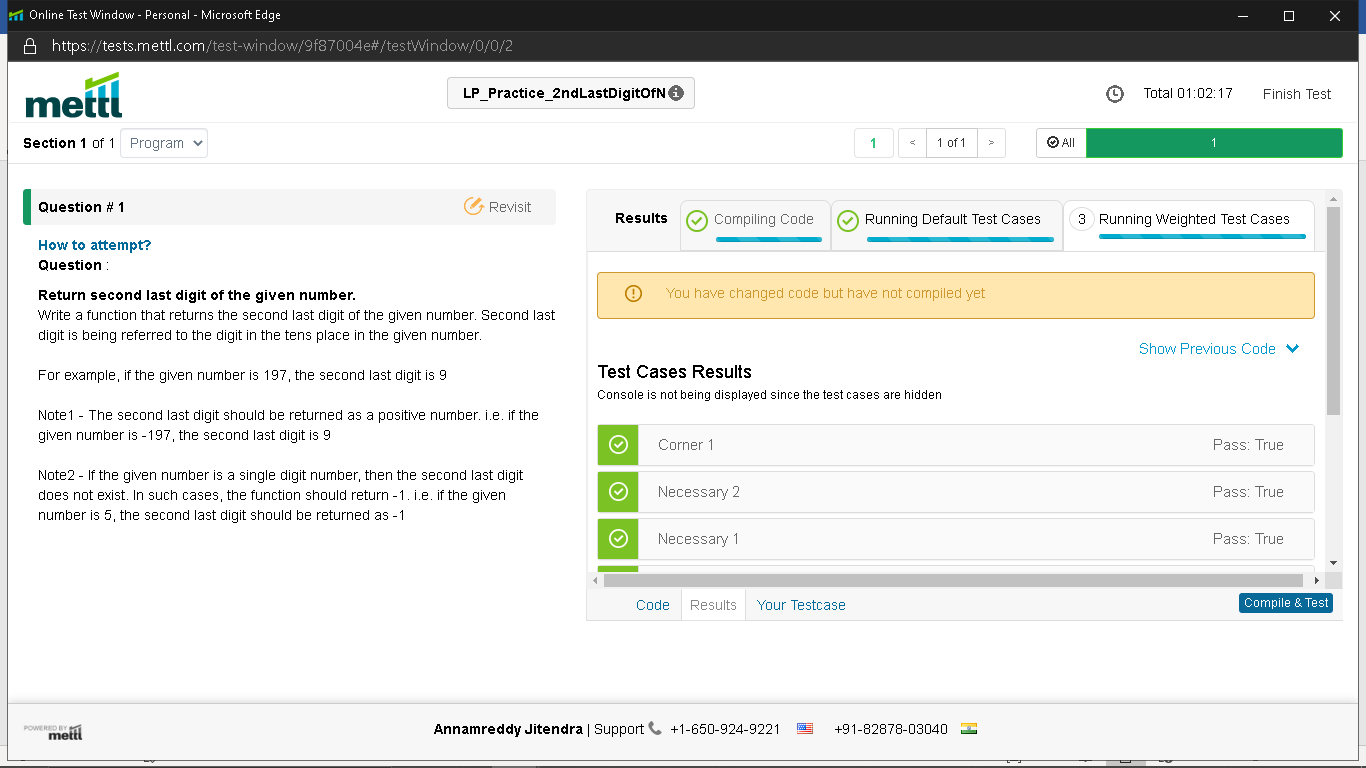 Online Test Window - Personal - Microsoft Edge
https://tests.mettl.com/test-window/9f87004e#/testWindow/0/0/2
mettl
LP_Practice_2ndLastDigitOfN
Total 01:02:17
Finish Test
Section 1 of 1 Program
1 < 1 of 1 >
All 1
Question # 1
Revisit
How to attempt?
Question :
Return second last digit of the given number.
Write a function that returns the second last digit of the given number. Second last
digit is being referred to the digit in the tens place in the given number.
For example, if the given number is 197, the second last digit is 9
Note1 - The second last digit should be returned as a positive number. i.e. if the
given number is -197, the second last digit is 9
Note2 - If the given number is a single digit number, then the second last digit
does not exist. In such cases, the function should return -1. i.e. if the given
number is 5, the second last digit should be returned as -1
Results
Compiling Code
Running Default Test Cases
3 Running Weighted Test Cases
You have changed code but have not compiled yet
Show Previous Code
Test Cases Results
Console is not being displayed since the test cases are hidden
Corner 1 Pass: True
Necessary 2 Pass: True
Necessary 1 Pass: True
Code Results Your Testcase
Compile & Test
POWERED BY
mettl
Annamreddy Jitendra | Support +1-650-924-9221 +91-82878-03040